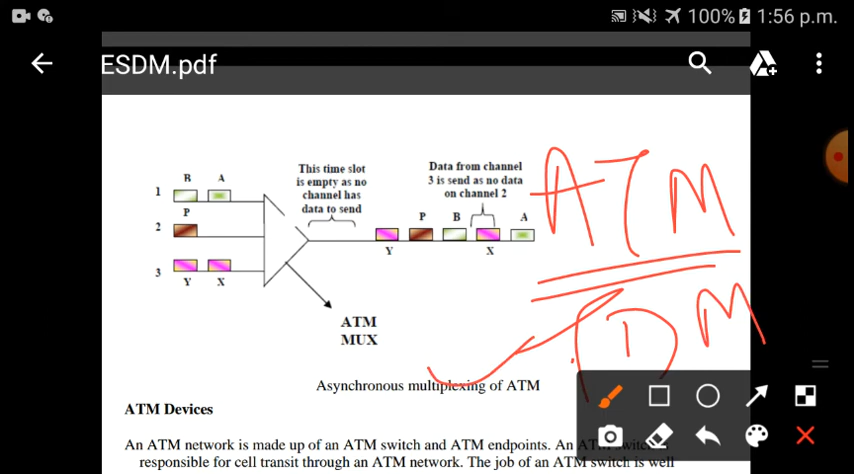 100% 1:56 p.m.
ESDM.pdf
This time slot
is empty as no
channel has
data to send
Data from channel
3 is send as no data
on channel 2
B A
1
P
2
3
Y X
P B A
Y X
ATM
MUX
ATM
DM
Asynchronous multiplexing of ATM
ATM Devices
An ATM network is made up of an ATM switch and ATM endpoints. An ATM switch
responsible for cell transit through an ATM network. The job of an ATM switch is well